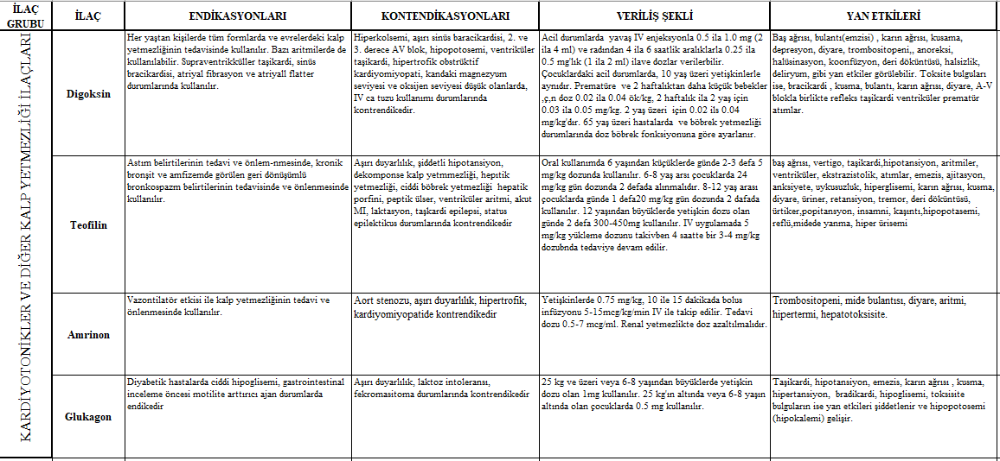 İLAÇ
GRUBU
İLAÇ
ENDİKASYONLARI
KONTENDİKASYONLARI
VERİLİŞ ŞEKLİ
YAN ETKİLERİ
KARDİYOTONİKLER VE DİĞER KALP YETMEZLİĞİ İLAÇLARI
Digoksin
Her yaştan kişilerde tüm formlarda ve evrelerdeki kalp
yetmezliğinin tedavisinde kullanılır. Bazı aritmilerde de
kullanılabilir. Supraventrikküller taşikardi, sinüs
bracikardisi, atriyal fibrasyon ve atriyall flatter
durumlarında kullanılır.
Hiperkolsemi, aşırı sinüs baracikardisi, 2. ve
3. derece AV blok, hipopotosemi, ventriküler
taşikardi, hipertrofik obstrüktif
kardiyomiyopati, kandaki magnezyum
seviyesi ve oksijen seviyesi düşük olanlarda,
IV ca tuzu kullanımı durumlarında
kontrendikedir.
Acil durumlarda yavaş IV enjeksyonla 0.5 ila 1.0 mg (2
ila 4 ml) ve radından 4 ila 6 saatlik aralıklarla 0.25 ila
0.5 mg'lık (1 ila 2 ml) ilave dozlar verilerbilir.
Çocuklardaki acil durumlarda, 10 yaş üzeri yetişkinlerle
aynıdır. Prematüre ve 2 haftalıktan daha küçük bebekler
,ç,n doz 0.02 ila 0.04 ök/kg, 2 haftalık ila 2 yaş için
0.03 ila 0.05 mg/kg. 2 yaş üzeri için 0.02 ils 0.04
mg/kg'dır. 65 yaş üzeri hastalarda ve böbrek yetmezliği
durumlarında doz böbrek fonksiyonuna göre ayarlanır.
Baş ağrısı, bulantı(emzisi) , karın ağrısı, kusama,
depresyon, diyare, trombositopeni,, anoreksi,
halüsinasyon, koonfüzyon, deri döküntüsü, halsizlik,
deliryum, gibi yan etkiler görülebilir. Toksite bulguları
ise, bracikardi , kusma, bulantı, karın ağrısı, diyare, A-V
blokla birlikte refleks taşikardi ventriküler prematür
atımlar.
Teofilin
Astım belirtilerinin tedavi ve önlem-nmesinde, kronik
bronşit ve amfizemde görülen geri dönüşümlü
bronkospazm belirtilerinin tedavisinde ve önlenmesinde
kullanılır.
Aşırı duyarlılık, şiddetli hipotansiyon,
dekomponse kalp yetmmezliği, hepıtik
yetmezliği, ciddi böbrek yetmezliği hepatik
porfini, peptik ülser, ventriküler aritmi, akut
MI, laktasyon, taşkardi epilepsi, status
epilektikus durumlarında kontrendikedir
Oral kullanımda 6 yaşından küçüklerde günde 2-3 defa 5
mg/kg dozunda kullanılır. 6-8 yaş arsı çocuklarda 24
mg/kg gün dozunda 2 defada alınmalıdır. 8-12 yaş arası
çocuklarda günde 1 defa20 mg/kg gün dozunda 2 dafada
kullanılır. 12 yaşından büyüklerde yetişkin dozu olan
günde 2 defa 300-450mg kullanılır. IV uygulamada 5
mg/kg yükleme dozunu takivben 4 saatte bir 3-4 mg/kg
dozubnda tedaviye devam edilir.
baş ağrısı, vertigo, taşikardi,hipotansiyon, aritmiler,
ventriküler, ekstrazistolik, atımlar, emezis, ajitasyon,
anksiyete, uykusuzluk, hiperglisemi, karın ağrısı, kusma,
diyare, üriner, retansiyon, tremor, deri döküntüsü,
ürtiker,popitansyon, insamni, kaşıntı,hipopotasemi,
reflü,midede yanma, hiper ürisemi
Amrinon
Vazontilatör etkisi ile kalp yetmezliğinin tedavi ve
önlenmesinde kullanılır.
Aort stenozu, aşırı duyarlılık, hipertrofik,
kardiyomiyopatide kontrendikedir
Yetişkinlerde 0.75 mg/kg, 10 ile 15 dakikada bolus
infüzyonu 5-15mcg/kg/min IV ile takip edilir. Tedavi
dozu 0.5-7 mcg/ml. Renal yetmezlikte doz azaltılmalıdır.
Trombositopeni, mide bulantısı, diyare, aritmi,
hipertermi, hepatotoksisite.
Glukagon
Diyabetik hastalarda ciddi hipoglisemi, gastrointestinal
inceleme öncesi motilite arttırıcı ajan durumlarda
endikedir
Aşırı duyarlılık, laktoz intoleransı,
fekromasitoma durumlarında kontrendikedir
25 kg ve üzeri veya 6-8 yaşından büyüklerde yetişkin
dozu olan 1mg kullanılır. 25 kg'ın altında veya 6-8 yaşın
altında olan çocuklarda 0.5 mg kullanılır.
Taşikardi, hipotansiyon, emezis, karın ağrısı , kusma,
hipertansiyon, bradikardi, hipoglisemi, toksisite
bulguların ise yan etkileri şiddetlenir ve hipopotosemi
(hipokalemi) gelişir.